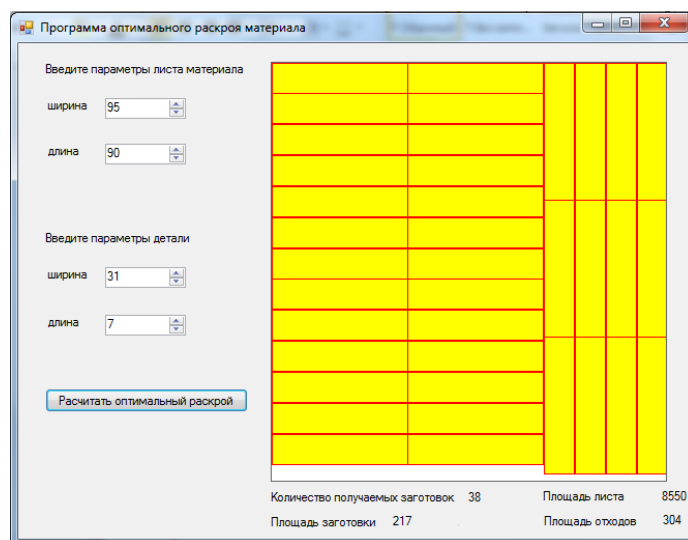 Программа оптимального раскроя материала
Введите параметры листа материала
ширина 95
длина 90
Введите параметры детали
ширина 31
длина 7
Расчитать оптимальный раскрой
Количество получаемых заготовок 38 Площадь листа 8550
Площадь заготовки 217 Площадь отходов 304